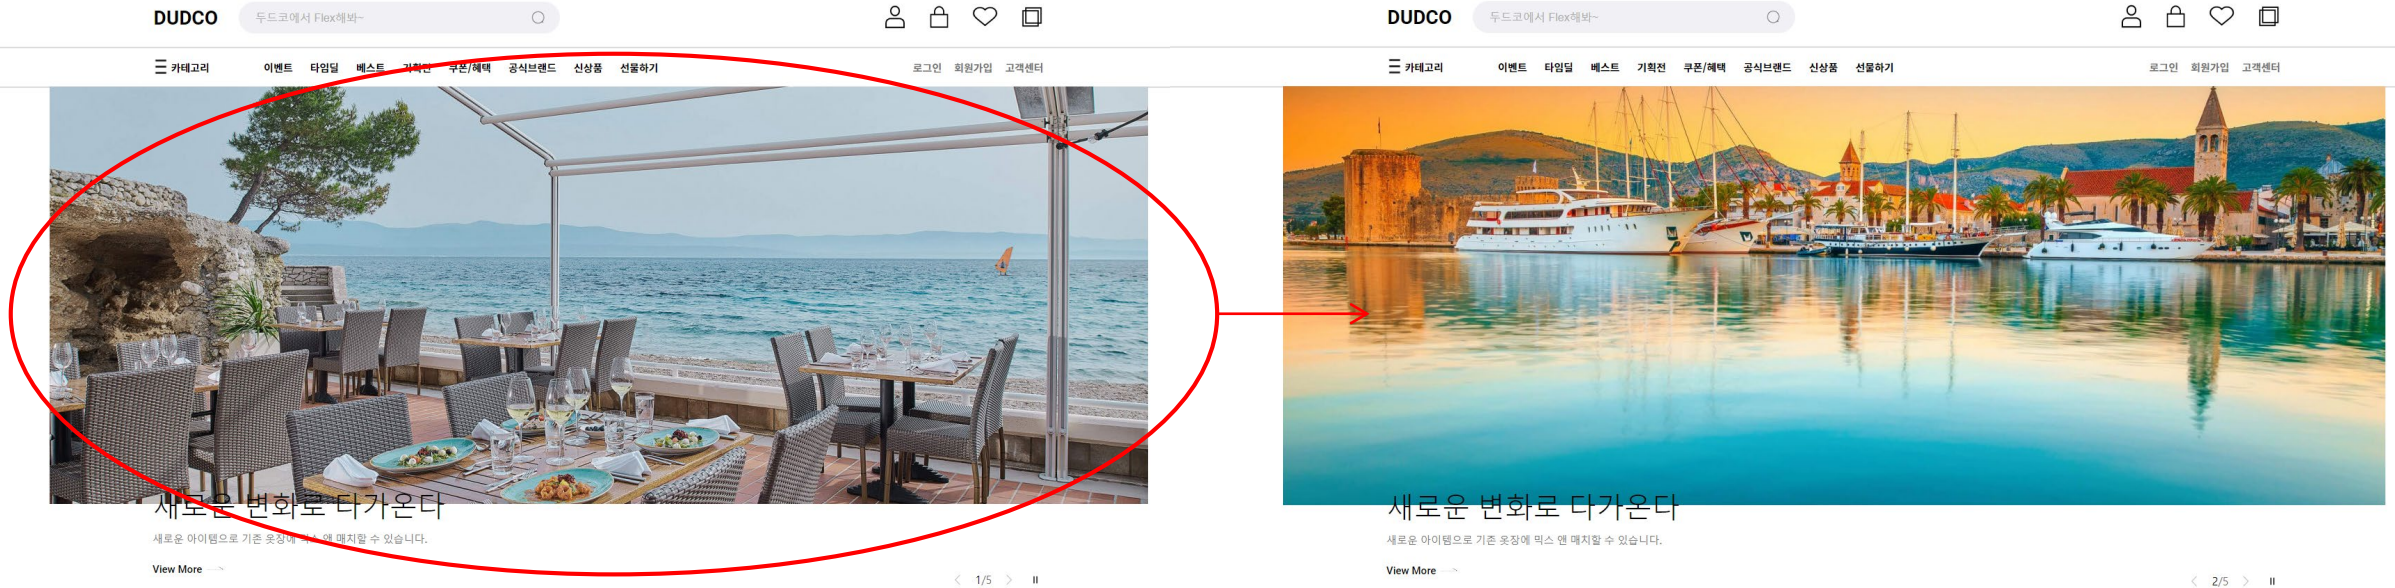 DUDCO 두드코에서 Flex해봐~
카테고리 이벤트 타임딜 베스트 기획전 쿠폰/혜택 공식브랜드 신상품 선물하기 로그인 회원가입 고객센터
새로운 변화로 다가온다
새로운 아이템으로 기존 옷장에 믹스 앤 매치할 수 있습니다.
View More
1/5
DUDCO 두드코에서 Flex해봐~
카테고리 이벤트 타임딜 베스트 기획전 쿠폰/혜택 공식브랜드 신상품 선물하기 로그인 회원가입 고객센터
새로운 변화로 다가온다
새로운 아이템으로 기존 옷장에 믹스 앤 매치할 수 있습니다.
View More
2/5